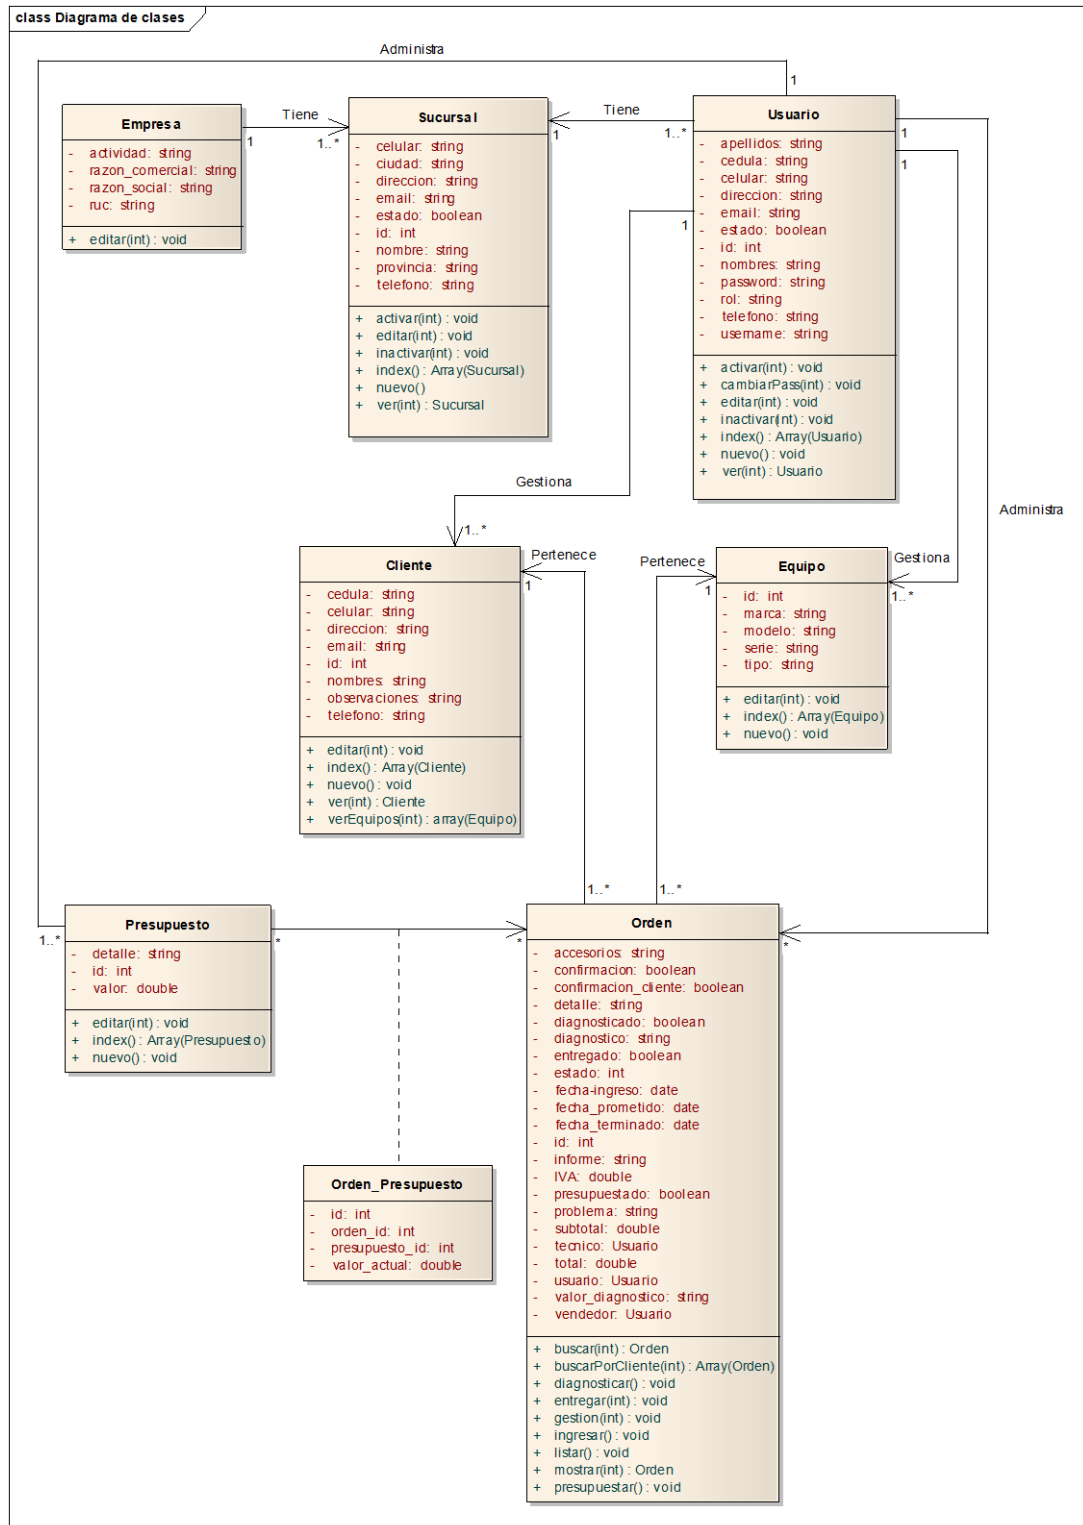 class Diagrama de clases
Administra
1
Empresa
- actividad: string
- razon_comercial: string
- razon_social: string
- ruc: string
+ editar(int) : void
Tiene
1
1..*
Sucursal
- celular: string
- ciudad: string
- direccion: string
- email: string
- estado: boolean
- id: int
- nombre: string
- provincia: string
- telefono: string
+ activar(int) : void
+ editar(int) : void
+ inactivar(int) : void
+ index() : Array(Sucursal)
+ nuevo()
+ ver(int) : Sucursal
Tiene
1
1..*
Usuario
- apellidos: string
- cedula: string
- celular: string
- direccion: string
- email: string
- estado: boolean
- id: int
- nombres: string
- password: string
- rol: string
- telefono: string
- username: string
+ activar(int) : void
+ cambiarPass(int) : void
+ editar(int) : void
+ inactivar(int) : void
+ index() : Array(Usuario)
+ nuevo() : void
+ ver(int) : Usuario
1
1
1
Gestiona
1..*
Administra
Cliente
- cedula: string
- celular: string
- direccion: string
- email: string
- id: int
- nombres: string
- observaciones: string
- telefono: string
+ editar(int) : void
+ index() : Array(Cliente)
+ nuevo() : void
+ ver(int) : Cliente
+ verEquipos(int) : array(Equipo)
Pertenece
1
Pertenece
1
Equipo
- id: int
- marca: string
- modelo: string
- serie: string
- tipo: string
+ editar(int) : void
+ index() : Array(Equipo)
+ nuevo() : void
Gestiona
1..*
1..*
1..*
Presupuesto
- detalle: string
- id: int
- valor: double
+ editar(int) : void
+ index() : Array(Presupuesto)
+ nuevo() : void
1..*
*
*
*
Orden
- accesorios: string
- confirmacion: boolean
- confirmacion_cliente: boolean
- detalle: string
- diagnosticado: boolean
- diagnostico: string
- entregado: boolean
- estado: int
- fecha-ingreso: date
- fecha_prometido: date
- fecha_terminado: date
- id: int
- informe: string
- IVA: double
- presupuestado: boolean
- problema: string
- subtotal: double
- tecnico: Usuario
- total: double
- usuario: Usuario
- valor_diagnostico: string
- vendedor: Usuario
+ buscar(int) : Orden
+ buscarPorCliente(int) : Array(Orden)
+ diagnosticar() : void
+ entregar(int) : void
+ gestion(int) : void
+ ingresar() : void
+ listar() : void
+ mostrar(int) : Orden
+ presupuestar() : void
Orden_Presupuesto
- id: int
- orden_id: int
- presupuesto_id: int
- valor_actual: double